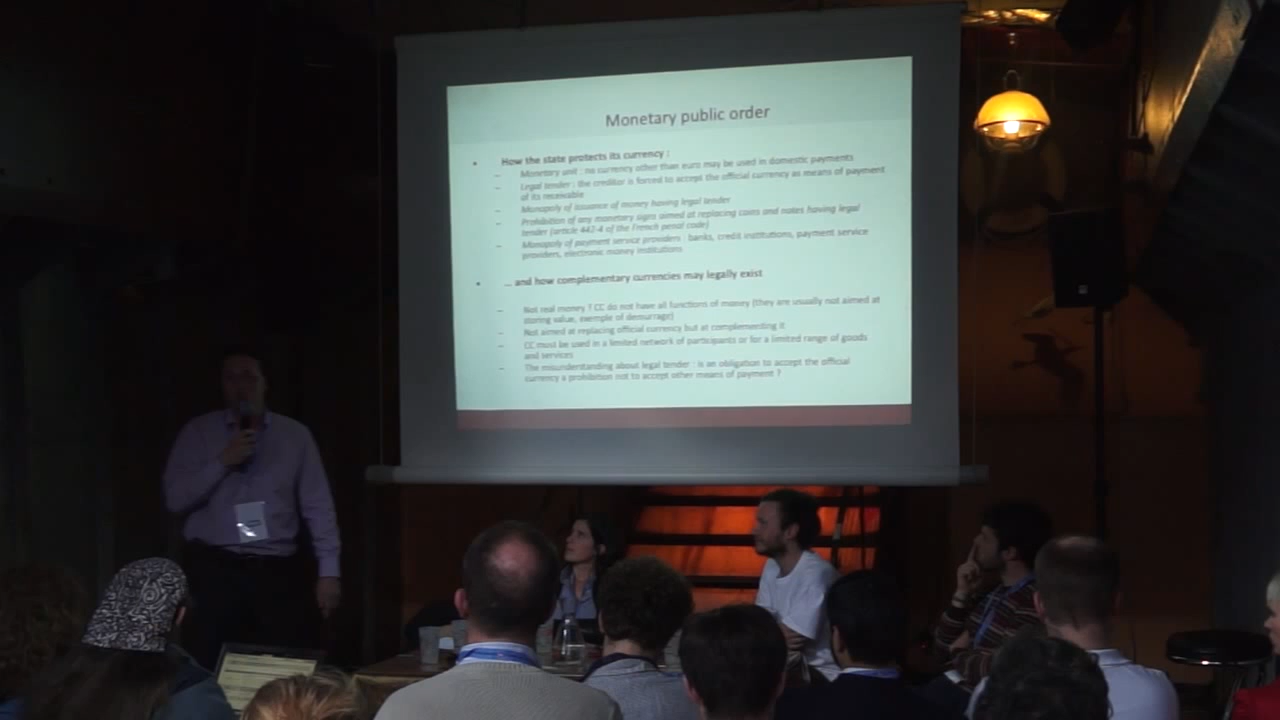 Monetary public order
• How the state protects its currency :
– Monetary unit : no currency other than euro may be used in domestic payments
– Legal tender : the creditor is forced to accept the official currency as means of payment
of its receivable
– Monopoly of issuance of money having legal tender
– Prohibition of any monetary signs aimed at replacing coins and notes having legal
tender (article 442-4 of the French penal code)
– Monopoly of payment service providers : banks, credit institutions, payment service
providers, electronic money institutions
• ... and how complementary currencies may legally exist
– Not real money ? CC do not have all functions of money (they are usually not aimed at
storing value, exemple of demurrage)
– Not aimed at replacing official currency but at complementing it
– CC must be used in a limited network of participants or for a limited range of goods
and services
– The misunderstanding about legal tender : is an obligation to accept the official
currency a prohibition not to accept other means of payment ?